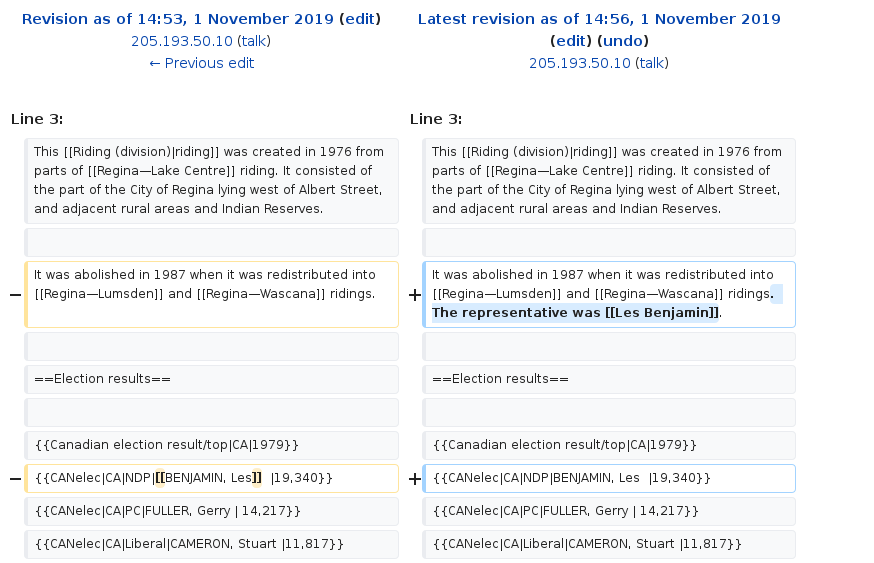 Revision as of 14:53, 1 November 2019 (edit)
205.193.50.10 (talk)
← Previous edit
Latest revision as of 14:56, 1 November 2019
(edit) (undo)
205.193.50.10 (talk)
Line 3:
Line 3:
This [[Riding (division)|riding]] was created in 1976 from
parts of [[Regina—Lake Centre]] riding. It consisted of
the part of the City of Regina lying west of Albert Street,
and adjacent rural areas and Indian Reserves.
This [[Riding (division)|riding]] was created in 1976 from
parts of [[Regina—Lake Centre]] riding. It consisted of
the part of the City of Regina lying west of Albert Street,
and adjacent rural areas and Indian Reserves.
− It was abolished in 1987 when it was redistributed into
[[Regina—Lumsden]] and [[Regina—Wascana]] ridings.
+ It was abolished in 1987 when it was redistributed into
[[Regina—Lumsden]] and [[Regina—Wascana]] ridings.
The representative was [[Les Benjamin]].
==Election results==
==Election results==
{{Canadian election result/top|CA|1979}}
{{Canadian election result/top|CA|1979}}
− {{CANelec|CA|NDP|[[BENJAMIN, Les]]  |19,340}}
+ {{CANelec|CA|NDP|BENJAMIN, Les  |19,340}}
{{CANelec|CA|PC|FULLER, Gerry | 14,217}}
{{CANelec|CA|PC|FULLER, Gerry | 14,217}}
{{CANelec|CA|Liberal|CAMERON, Stuart |11,817}}
{{CANelec|CA|Liberal|CAMERON, Stuart |11,817}}